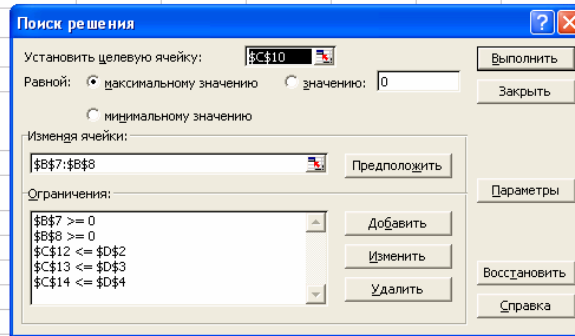 Поиск решения
Установить целевую ячейку: $C$10 Выполнить
Равной: максимальному значению значению: 0 Закрыть
минимальному значению
Изменяя ячейки:
$B$7:$B$8 Предположить
Ограничения: Параметры
$B$7 >= 0 Добавить
$B$8 >= 0
$C$12 <= $D$2 Изменить
$C$13 <= $D$3 Восстановить
$C$14 <= $D$4 Удалить
Справка